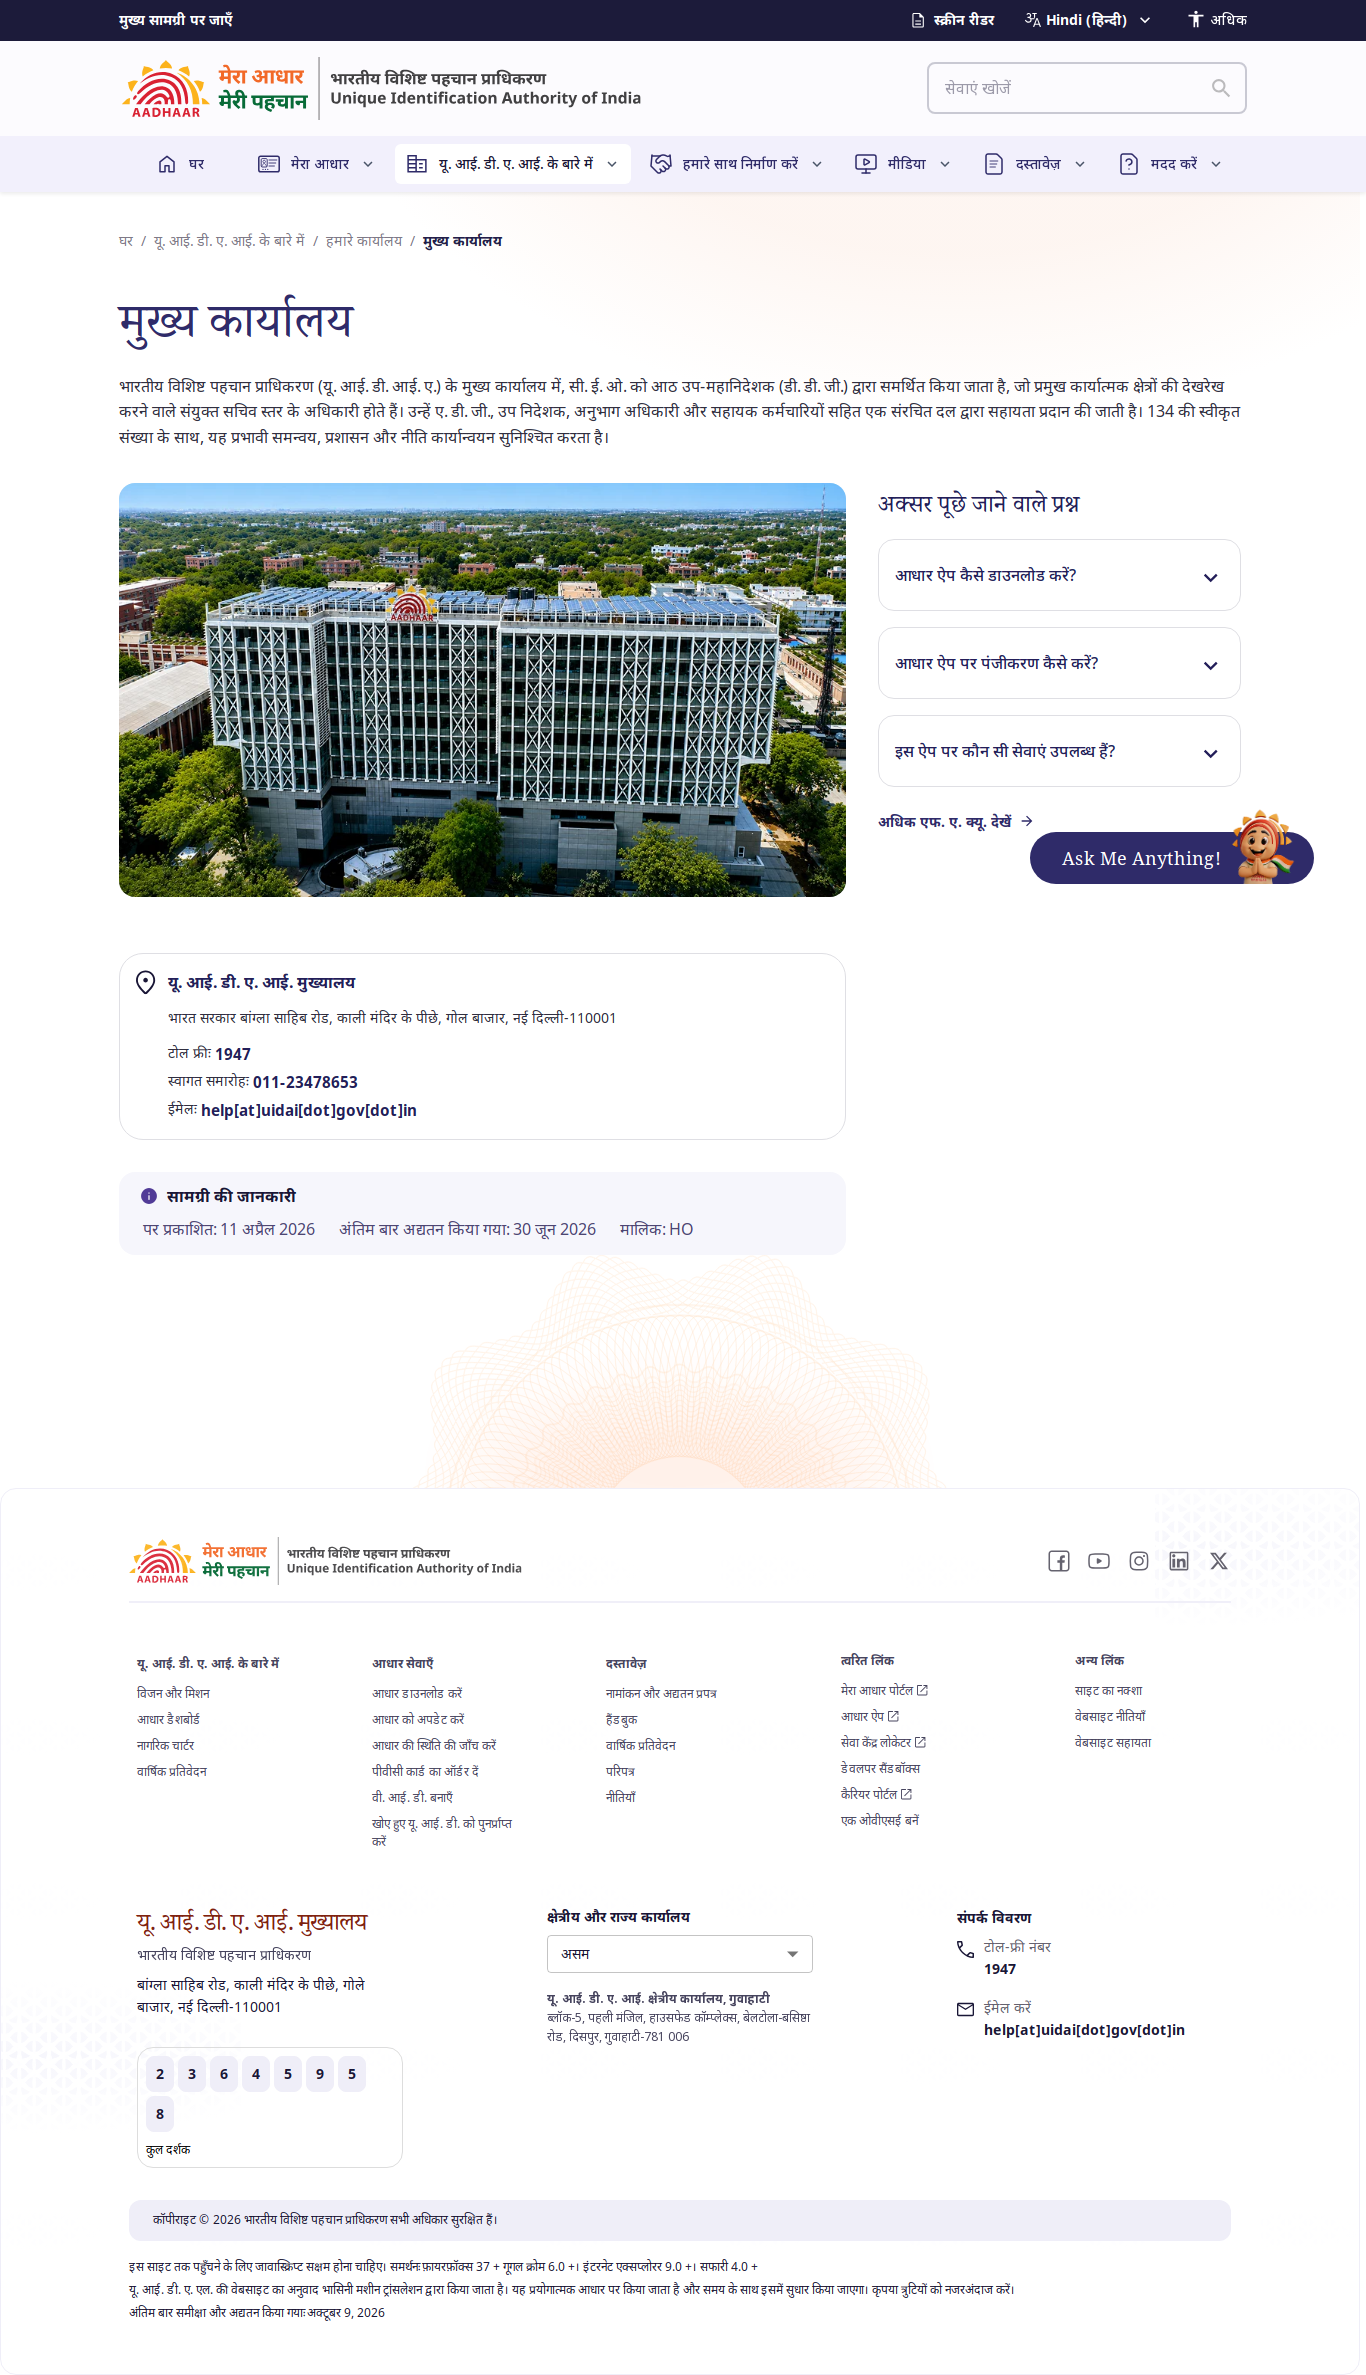 मुख्य सामग्री पर जाएँ
स्क्रीन रीडर
Hindi (हिन्दी)
अधिक
AADHAAR
मेरा आधार
मेरी पहचान
भारतीय विशिष्ट पहचान प्राधिकरण
Unique Identification Authority of India
सेवाएं खोजें
घर
मेरा आधार
यू. आई. डी. ए. आई. के बारे में
हमारे साथ निर्माण करें
मीडिया
दस्तावेज़
मदद करें
घर / यू. आई. डी. ए. आई. के बारे में / हमारे कार्यालय / मुख्य कार्यालय
मुख्य कार्यालय
भारतीय विशिष्ट पहचान प्राधिकरण (यू. आई. डी. आई. ए.) के मुख्य कार्यालय में, सी. ई. ओ. को आठ उप-महानिदेशक (डी. डी. जी.) द्वारा समर्थित किया जाता है, जो प्रमुख कार्यात्मक क्षेत्रों की देखरेख
करने वाले संयुक्त सचिव स्तर के अधिकारी होते हैं। उन्हें ए. डी. जी., उप निदेशक, अनुभाग अधिकारी और सहायक कर्मचारियों सहित एक संरचित दल द्वारा सहायता प्रदान की जाती है। 134 की स्वीकृत
संख्या के साथ, यह प्रभावी समन्वय, प्रशासन और नीति कार्यान्वयन सुनिश्चित करता है।
AADHAAR
अक्सर पूछे जाने वाले प्रश्न
आधार ऐप कैसे डाउनलोड करें?
आधार ऐप पर पंजीकरण कैसे करें?
इस ऐप पर कौन सी सेवाएं उपलब्ध हैं?
अधिक एफ. ए. क्यू. देखें
Ask Me Anything!
यू. आई. डी. ए. आई. मुख्यालय
भारत सरकार बांग्ला साहिब रोड, काली मंदिर के पीछे, गोल बाजार, नई दिल्ली-110001
टोल फ्रीः 1947
स्वागत समारोहः 011-23478653
ईमेलः help[at]uidai[dot]gov[dot]in
सामग्री की जानकारी
पर प्रकाशित: 11 अप्रैल 2026
अंतिम बार अद्यतन किया गया: 30 जून 2026
मालिक: HO
AADHAAR
मेरा आधार
मेरी पहचान
भारतीय विशिष्ट पहचान प्राधिकरण
Unique Identification Authority of India
यू. आई. डी. ए. आई. के बारे में
विजन और मिशन
आधार डैशबोर्ड
नागरिक चार्टर
वार्षिक प्रतिवेदन
आधार सेवाएँ
आधार डाउनलोड करें
आधार को अपडेट करें
आधार की स्थिति की जाँच करें
पीवीसी कार्ड का ऑर्डर दें
वी. आई. डी. बनाएँ
खोए हुए यू. आई. डी. को पुनर्प्राप्त
करें
दस्तावेज़
नामांकन और अद्यतन प्रपत्र
हैंडबुक
वार्षिक प्रतिवेदन
परिपत्र
नीतियाँ
त्वरित लिंक
मेरा आधार पोर्टल
आधार ऐप
सेवा केंद्र लोकेटर
डेवलपर सैंडबॉक्स
कैरियर पोर्टल
एक ओवीएसई बनें
अन्य लिंक
साइट का नक्शा
वेबसाइट नीतियाँ
वेबसाइट सहायता
यू. आई. डी. ए. आई. मुख्यालय
भारतीय विशिष्ट पहचान प्राधिकरण
बांग्ला साहिब रोड, काली मंदिर के पीछे, गोले
बाजार, नई दिल्ली-110001
2 3 6 4 5 9 5
8
कुल दर्शक
क्षेत्रीय और राज्य कार्यालय
असम
यू. आई. डी. ए. आई. क्षेत्रीय कार्यालय, गुवाहाटी
ब्लॉक-5, पहली मंजिल, हाउसफेड कॉम्प्लेक्स, बेलटोला-बसिष्ठा
रोड, दिसपुर, गुवाहाटी-781 006
संपर्क विवरण
टोल-फ्री नंबर
1947
ईमेल करें
help[at]uidai[dot]gov[dot]in
कॉपीराइट © 2026 भारतीय विशिष्ट पहचान प्राधिकरण सभी अधिकार सुरक्षित हैं।
इस साइट तक पहुँचने के लिए जावास्क्रिप्ट सक्षम होना चाहिए। समर्थनः फ़ायरफ़ॉक्स 37 + गूगल क्रोम 6.0 +। इंटरनेट एक्सप्लोरर 9.0 +। सफारी 4.0 +
यू. आई. डी. ए. एल. की वेबसाइट का अनुवाद भासिनी मशीन ट्रांसलेशन द्वारा किया जाता है। यह प्रयोगात्मक आधार पर किया जाता है और समय के साथ इसमें सुधार किया जाएगा। कृपया त्रुटियों को नजरअंदाज करें।
अंतिम बार समीक्षा और अद्यतन किया गयाः अक्टूबर 9, 2026